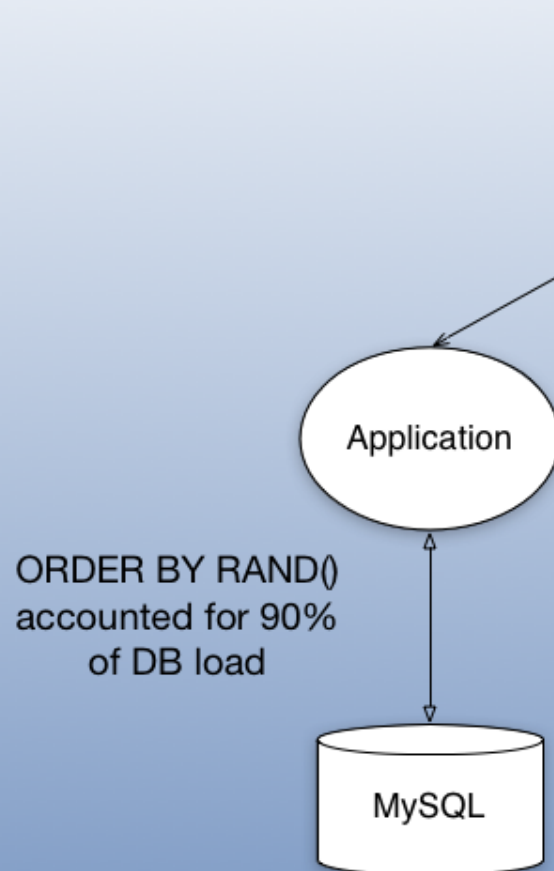 Application
ORDER BY RAND()
accounted for 90%
of DB load
MySQL